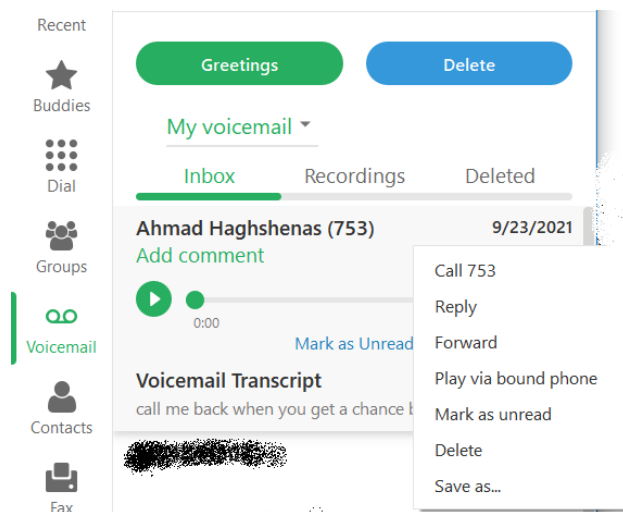 Recent
Buddies
Dial
Groups
Voicemail
Contacts
Fax
Greetings
Delete
My voicemail
Inbox Recordings Deleted
Ahmad Haghshenas (753) 9/23/2021
Add comment
0:00
Mark as Unread
Voicemail Transcript
call me back when you get a chance
Call 753
Reply
Forward
Play via bound phone
Mark as unread
Delete
Save as...